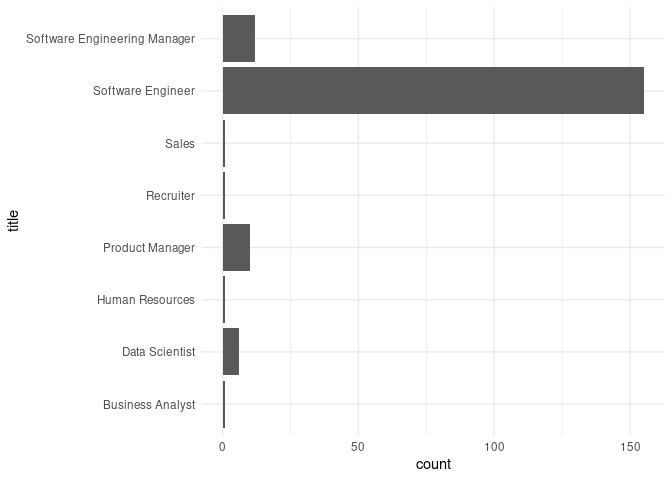 Software Engineering Manager
Software Engineer
Sales
Recruiter
Product Manager
Human Resources
Data Scientist
Business Analyst
title
0 50 100 150
count